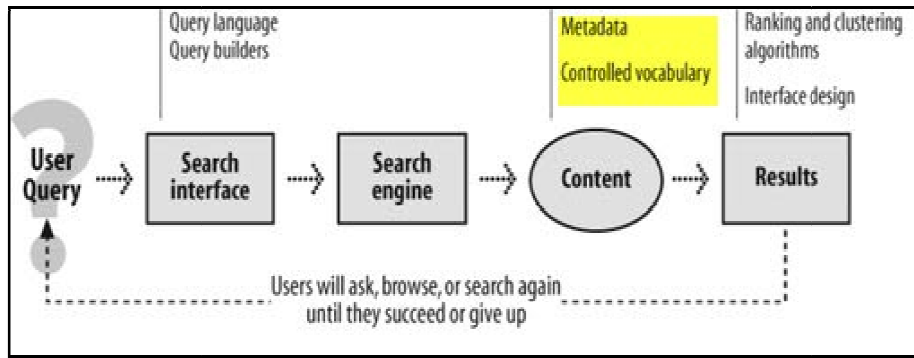 Query language
Query builders
Metadata
Controlled vocabulary
Ranking and clustering
algorithms
Interface design
?
User
Query
Search
interface
Search
engine
Content
Results
Users will ask, browse, or search again
until they succeed or give up